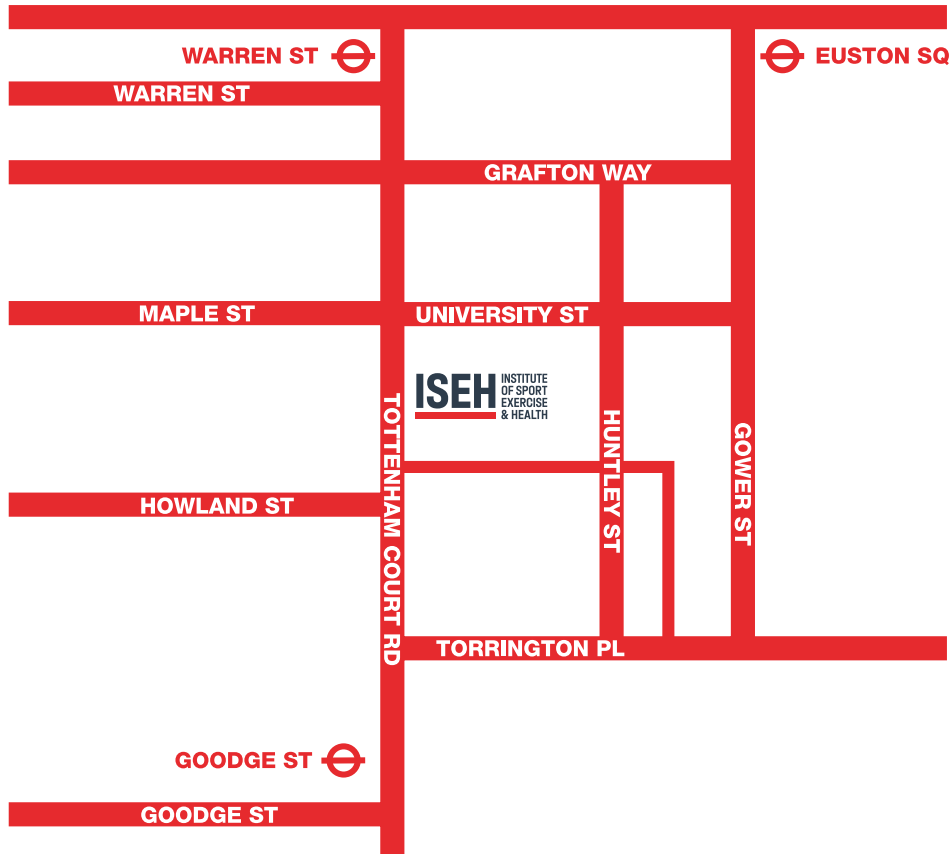 WARREN ST
EUSTON SQ
WARREN ST
GRAFTON WAY
MAPLE ST
UNIVERSITY ST
ISEH
INSTITUTE
OF SPORT
EXERCISE
& HEALTH
TOTTENHAM COURT RD
HUNTLEY ST
GOWER ST
HOWLAND ST
TORRINGTON PL
GOODGE ST
GOODGE ST